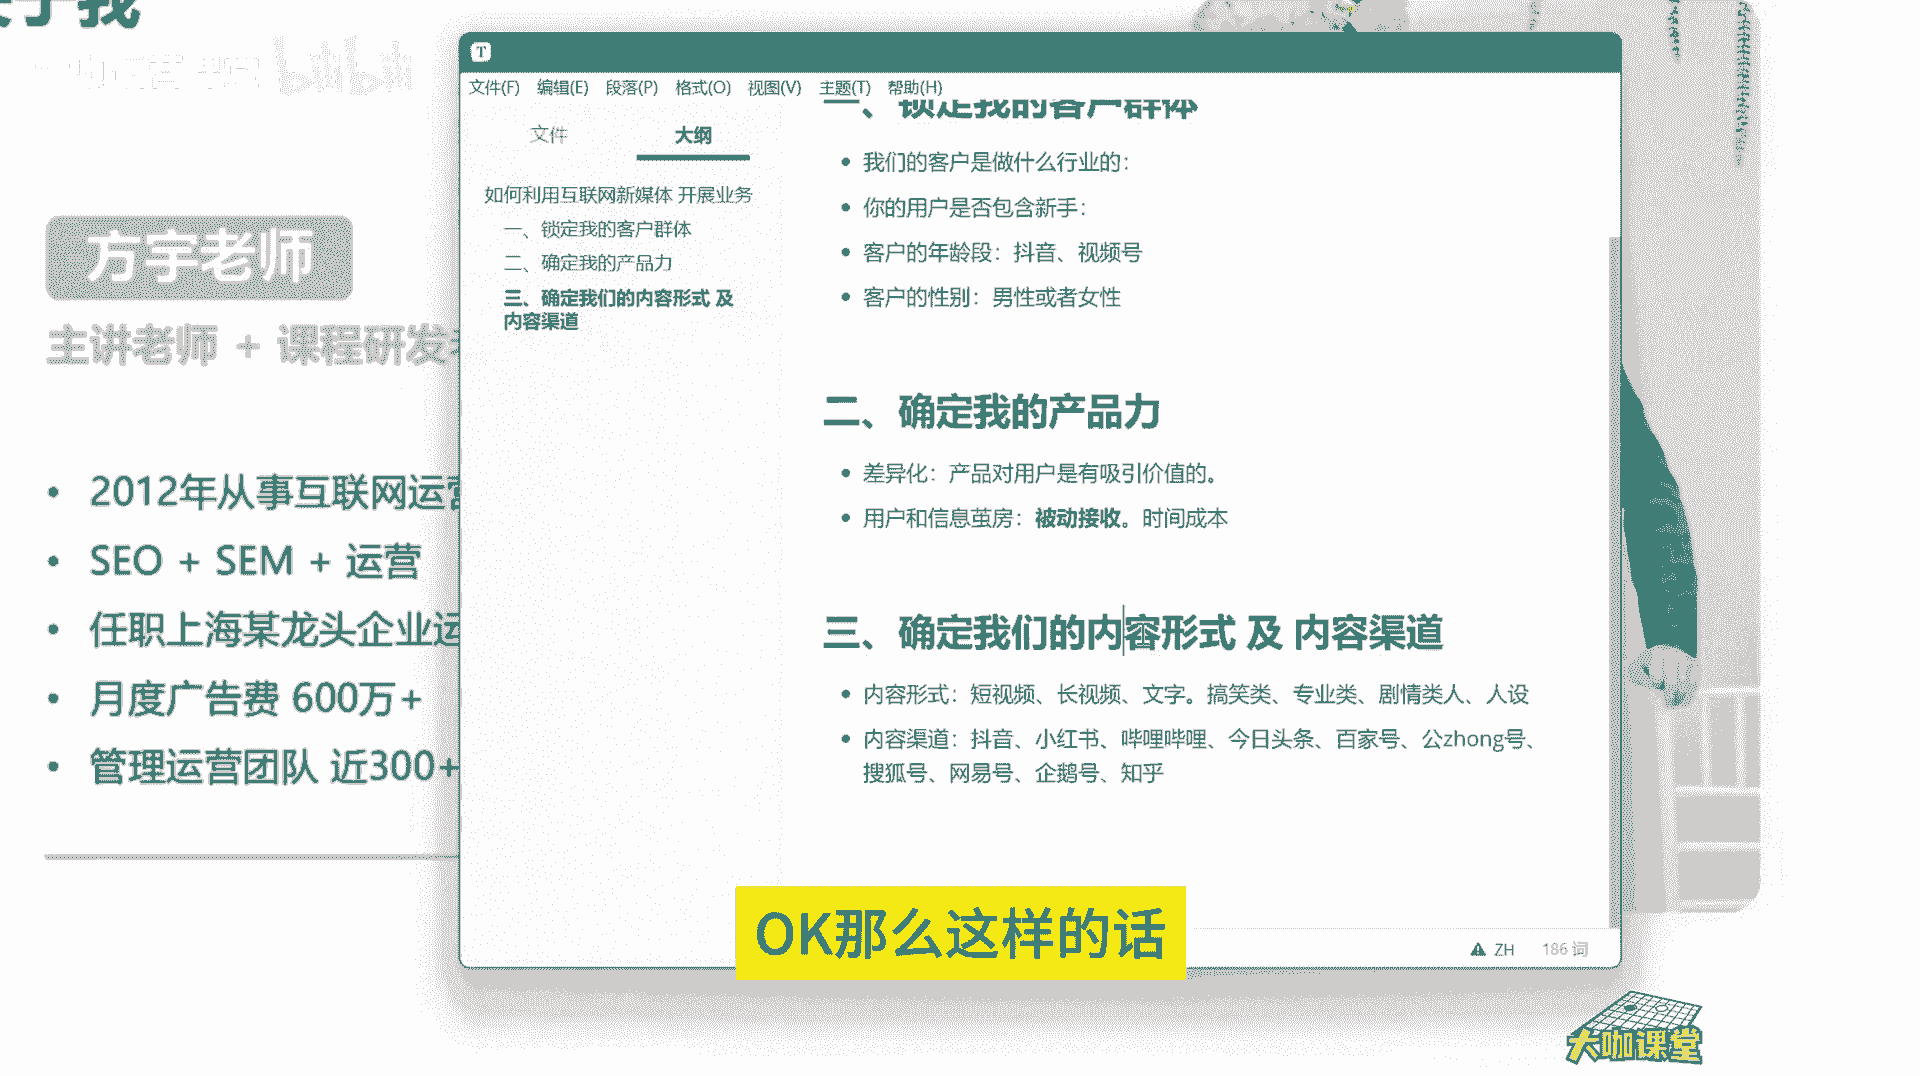 于我
bilibili
方宇老师
主讲老师 + 课程研发
• 2012年从事互联网运营
• SEO + SEM + 运营
• 任职上海某龙头企业运
• 月度广告费 600万+
• 管理运营团队 近300+
T
文件(F) 编辑(E) 段落(P) 格式(O) 视图(V) 主题(T) 帮助(H)
文件 大纲
如何利用互联网新媒体 开展业务
一、锁定我的客户群体
二、确定我的产品力
三、确定我们的内容形式 及
内容渠道
一、锁定我的客户群体
• 我们的客户是做什么行业的：
• 你的用户是否包含新手：
• 客户的年龄段：抖音、视频号
• 客户的性别：男性或者女性
二、确定我的产品力
• 差异化：产品对用户是有吸引价值的。
• 用户和信息茧房：被动接收。时间成本
三、确定我们的内容形式 及 内容渠道
• 内容形式：短视频、长视频、文字。搞笑类、专业类、剧情类人、人设
• 内容渠道：抖音、小红书、哔哩哔哩、今日头条、百家号、公zhong号、
搜狐号、网易号、企鹅号、知乎
ZH 186 词
OK那么这样的话
大咖课堂